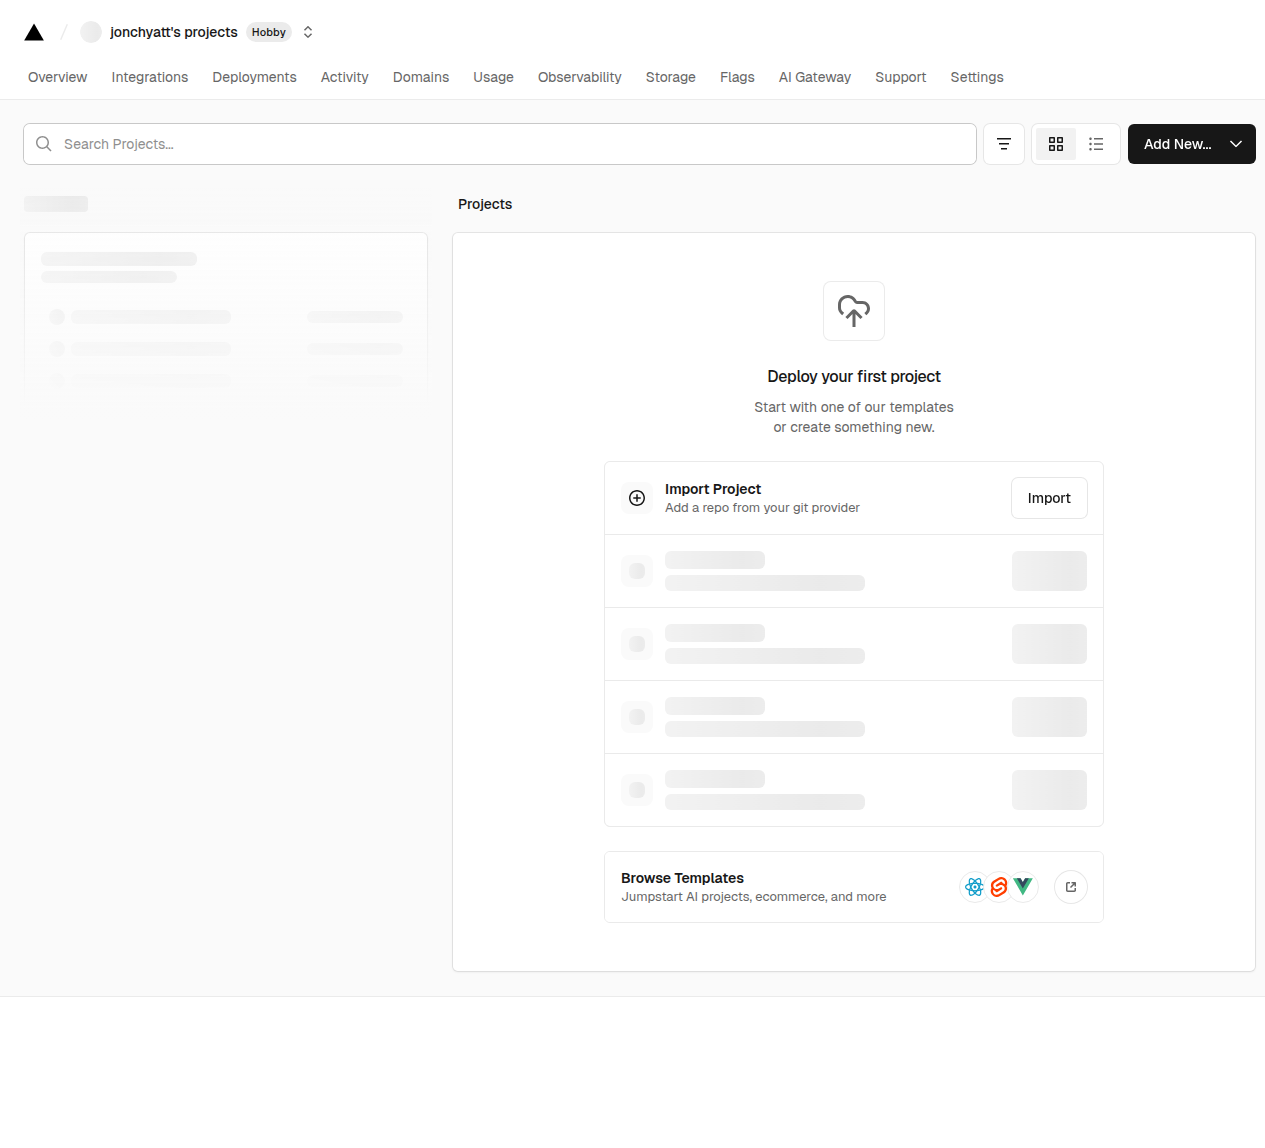 jonchyatt's projects Hobby
Overview Integrations Deployments Activity Domains Usage Observability Storage Flags AI Gateway Support Settings
Search Projects...
Add New...
Projects
Deploy your first project
Start with one of our templates
or create something new.
Import Project
Add a repo from your git provider
Import
Browse Templates
Jumpstart AI projects, ecommerce, and more